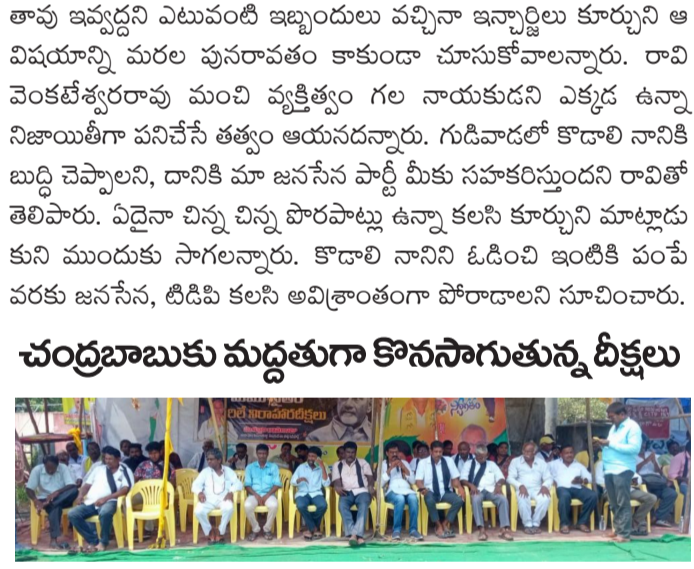 తావు ఇవ్వద్దని ఎటువంటి ఇబ్బందులు వచ్చినా ఇన్చార్జిలు కూర్చుని ఆ
విషయాన్ని మరల పునరావతం కాకుండా చూసుకోవాలన్నారు. రావి
వెంకటేశ్వరరావు మంచి వ్యక్తిత్వం గల నాయకుడని ఎక్కడ ఉన్నా
నిజాయితీగా పనిచేసే తత్వం ఆయనదన్నారు. గుడివాడలో కొడాలి నానికి
బుద్ధి చెప్పాలని, దానికి మా జనసేన పార్టీ మీకు సహకరిస్తుందని రావితో
తెలిపారు. ఏదైనా చిన్న చిన్న పొరపాట్లు ఉన్నా కలసి కూర్చుని మాట్లాడు
కుని ముందుకు సాగలన్నారు. కొడాలి నానిని ఓడించి ఇంటికి పంపే
వరకు జనసేన, టిడిపి కలసి అవిశ్రాంతంగా పోరాడాలని సూచించారు.
చంద్రబాబుకు మద్దతుగా కొనసాగుతున్న దీక్షలు
రిలే నిరాహారదీక్షలు